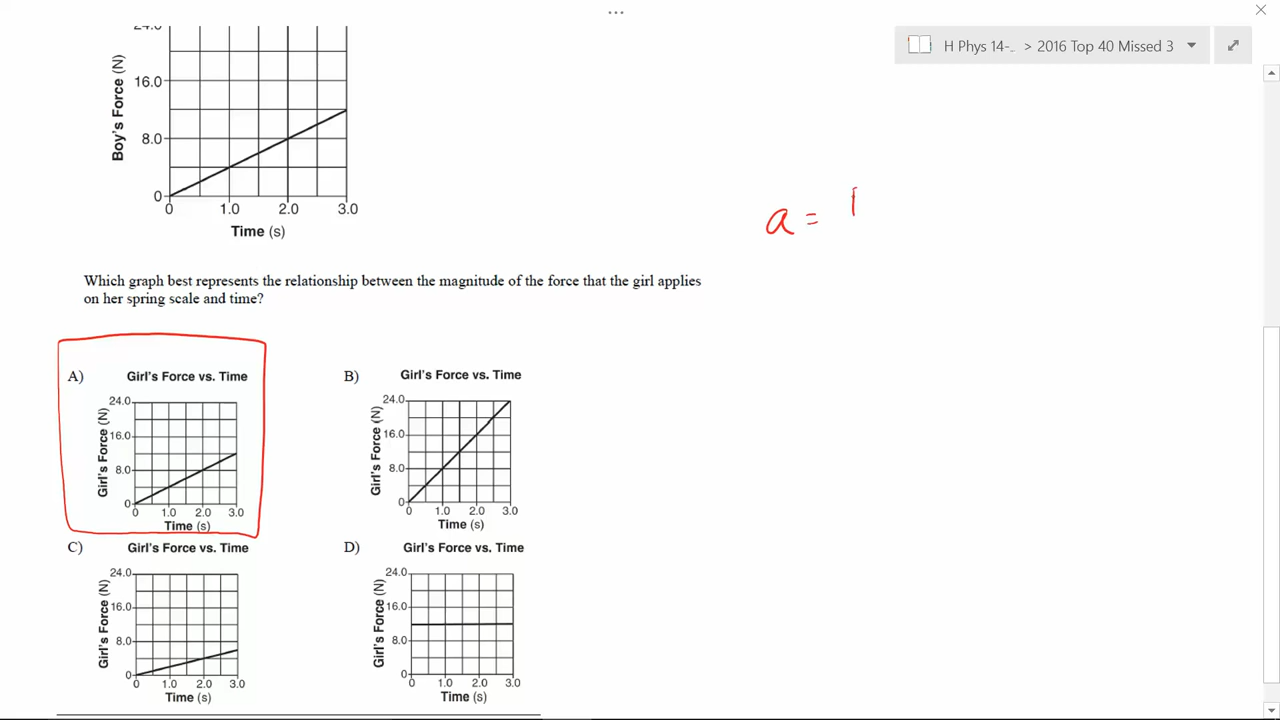 H Phys 14-.. > 2016 Top 40 Missed 3
24.0
16.0
8.0
0
Boy's Force (N)
0 1.0 2.0 3.0
Time (s)
a =
Which graph best represents the relationship between the magnitude of the force that the girl applies
on her spring scale and time?
A)
Girl's Force vs. Time
24.0
16.0
8.0
0
Girl's Force (N)
0 1.0 2.0 3.0
Time (s)
B)
Girl's Force vs. Time
24.0
16.0
8.0
0
Girl's Force (N)
0 1.0 2.0 3.0
Time (s)
C)
Girl's Force vs. Time
24.0
16.0
8.0
0
Girl's Force (N)
0 1.0 2.0 3.0
Time (s)
D)
Girl's Force vs. Time
24.0
16.0
8.0
0
Girl's Force (N)
0 1.0 2.0 3.0
Time (s)